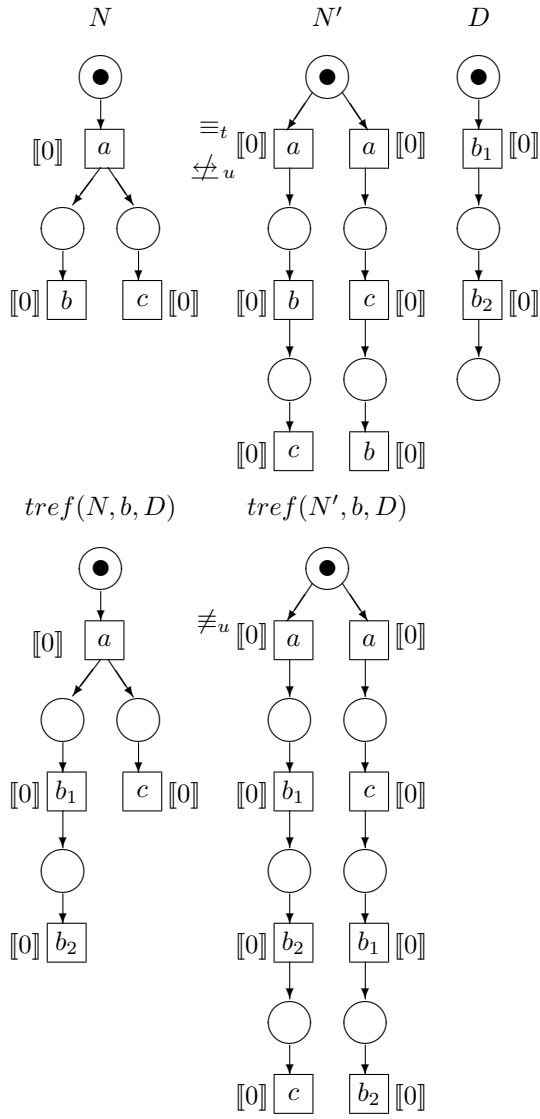 N N′ D
≡t
⟦0⟧ a ⟦0⟧ a a ⟦0⟧ b1 ⟦0⟧
↮u
⟦0⟧ b c ⟦0⟧ ⟦0⟧ b c ⟦0⟧ b2 ⟦0⟧
⟦0⟧ c b ⟦0⟧
tref(N, b, D) tref(N′, b, D)
≢u
⟦0⟧ a ⟦0⟧ a a ⟦0⟧
⟦0⟧ b1 c ⟦0⟧ ⟦0⟧ b1 c ⟦0⟧
⟦0⟧ b2 ⟦0⟧ b2 b1 ⟦0⟧
⟦0⟧ c b2 ⟦0⟧